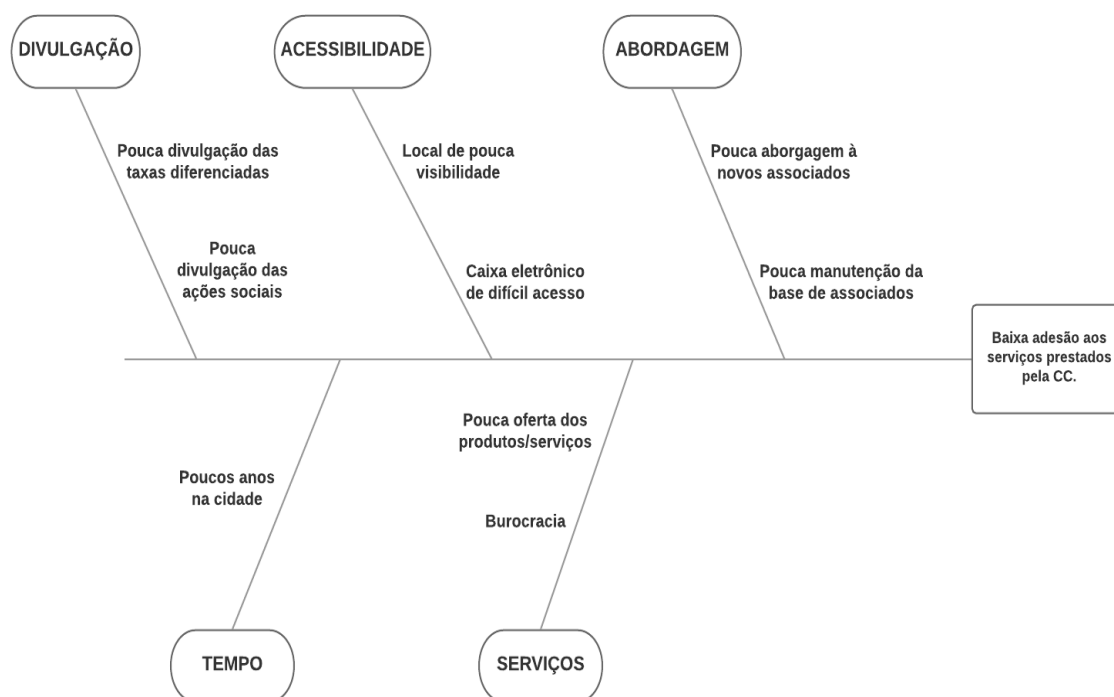 DIVULGAÇÃO
ACESSIBILIDADE
ABORDAGEM
Pouca divulgação das
taxas diferenciadas
Local de pouca
visibilidade
Pouca aborgagem à
novos associados
Pouca
divulgação das
ações sociais
Caixa eletrônico
de difícil acesso
Pouca manutenção da
base de associados
Baixa adesão aos
serviços prestados
pela CC.
Pouca oferta dos
produtos/serviços
Poucos anos
na cidade
Burocracia
TEMPO
SERVIÇOS